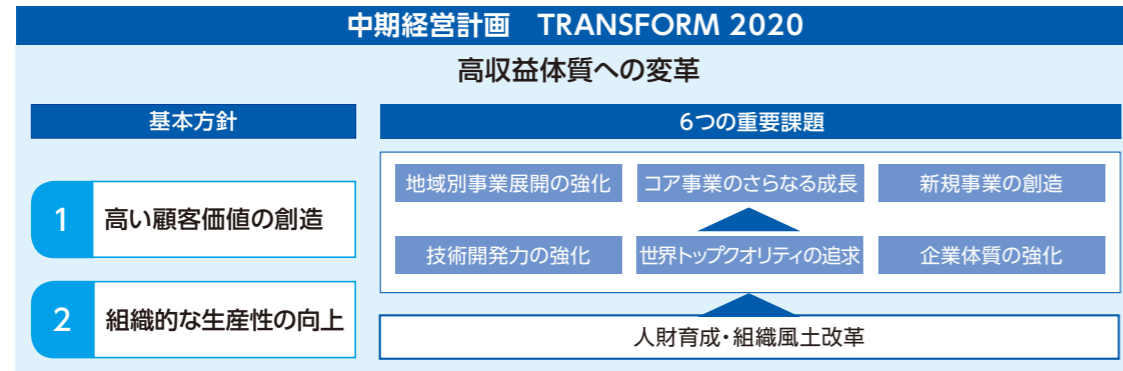 中期経営計画　TRANSFORM 2020
高収益体質への変革
基本方針
1 高い顧客価値の創造
2 組織的な生産性の向上
6つの重要課題
地域別事業展開の強化 コア事業のさらなる成長 新規事業の創造
技術開発力の強化 世界トップクオリティの追求 企業体質の強化
人財育成・組織風土改革